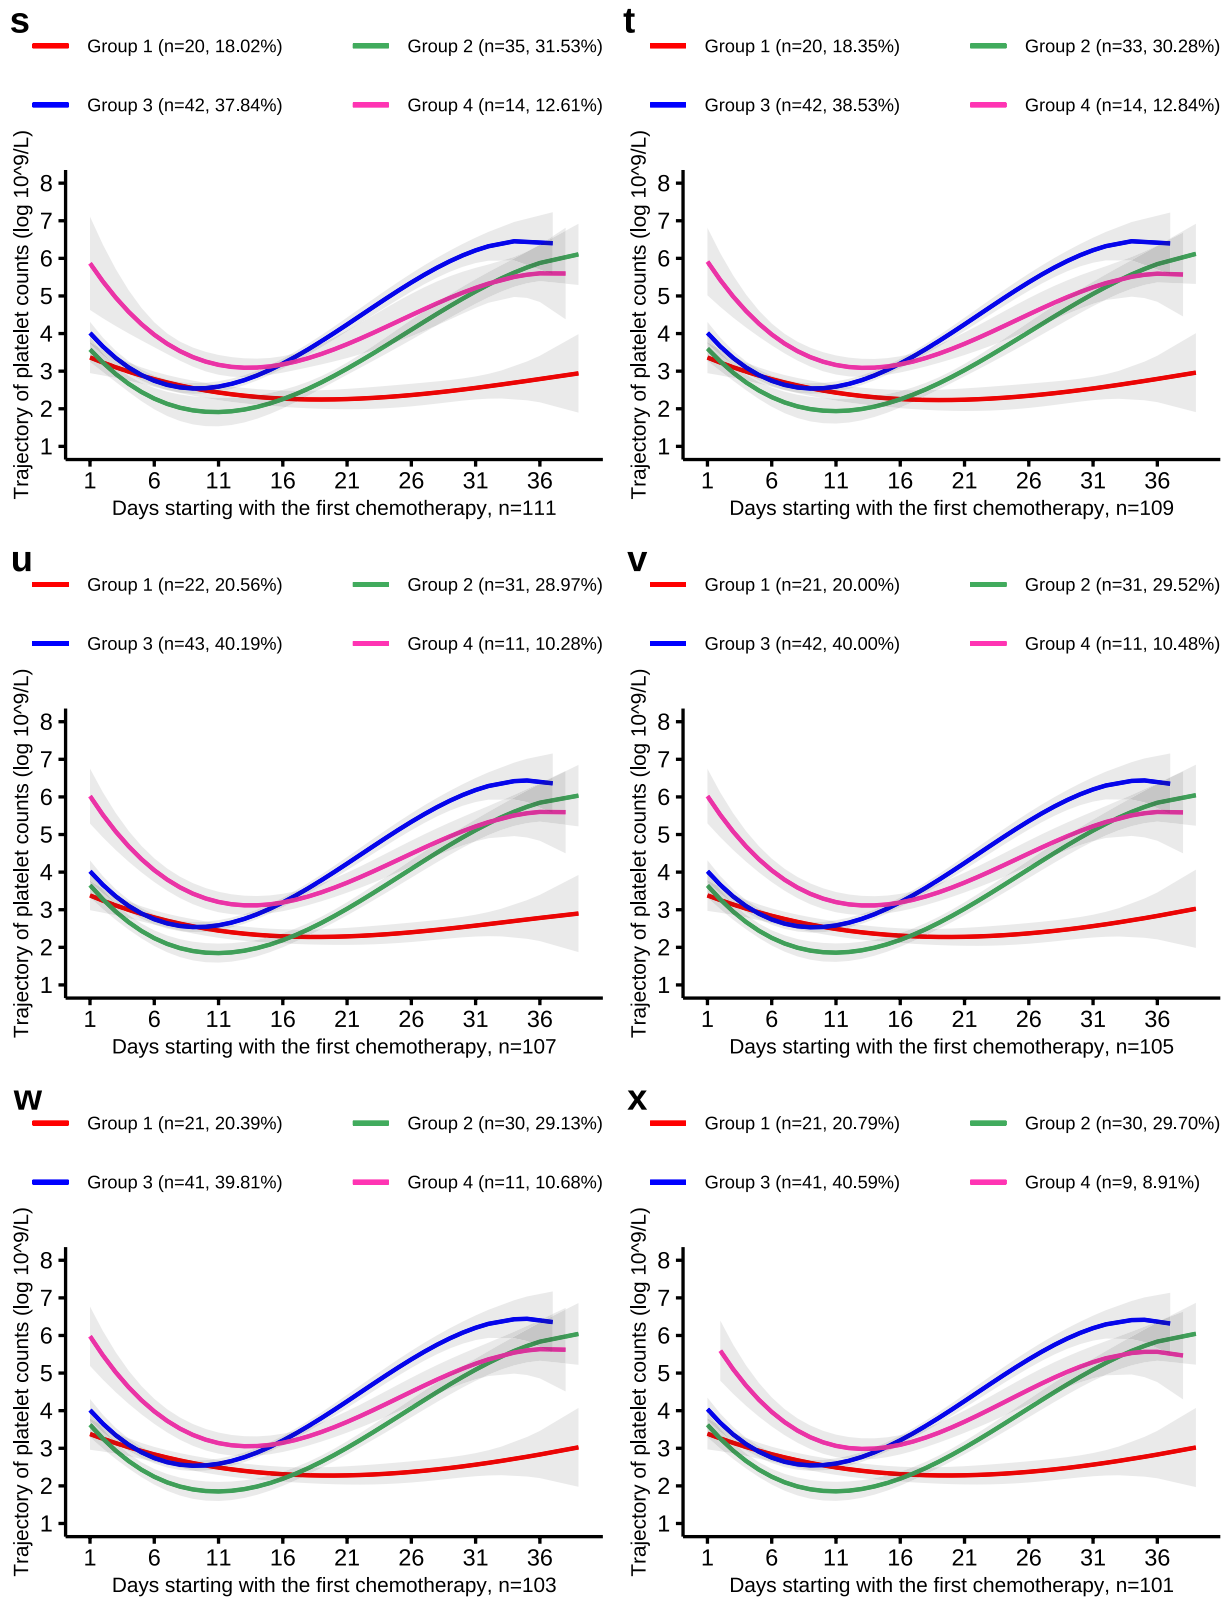 s
Group 1 (n=20, 18.02%)
Group 2 (n=35, 31.53%)
Group 3 (n=42, 37.84%)
Group 4 (n=14, 12.61%)
Trajectory of platelet counts (log 10^9/L)
8
7
6
5
4
3
2
1
1 6 11 16 21 26 31 36
Days starting with the first chemotherapy, n=111
t
Group 1 (n=20, 18.35%)
Group 2 (n=33, 30.28%)
Group 3 (n=42, 38.53%)
Group 4 (n=14, 12.84%)
Trajectory of platelet counts (log 10^9/L)
8
7
6
5
4
3
2
1
1 6 11 16 21 26 31 36
Days starting with the first chemotherapy, n=109
u
Group 1 (n=22, 20.56%)
Group 2 (n=31, 28.97%)
Group 3 (n=43, 40.19%)
Group 4 (n=11, 10.28%)
Trajectory of platelet counts (log 10^9/L)
8
7
6
5
4
3
2
1
1 6 11 16 21 26 31 36
Days starting with the first chemotherapy, n=107
v
Group 1 (n=21, 20.00%)
Group 2 (n=31, 29.52%)
Group 3 (n=42, 40.00%)
Group 4 (n=11, 10.48%)
Trajectory of platelet counts (log 10^9/L)
8
7
6
5
4
3
2
1
1 6 11 16 21 26 31 36
Days starting with the first chemotherapy, n=105
w
Group 1 (n=21, 20.39%)
Group 2 (n=30, 29.13%)
Group 3 (n=41, 39.81%)
Group 4 (n=11, 10.68%)
Trajectory of platelet counts (log 10^9/L)
8
7
6
5
4
3
2
1
1 6 11 16 21 26 31 36
Days starting with the first chemotherapy, n=103
x
Group 1 (n=21, 20.79%)
Group 2 (n=30, 29.70%)
Group 3 (n=41, 40.59%)
Group 4 (n=9, 8.91%)
Trajectory of platelet counts (log 10^9/L)
8
7
6
5
4
3
2
1
1 6 11 16 21 26 31 36
Days starting with the first chemotherapy, n=101